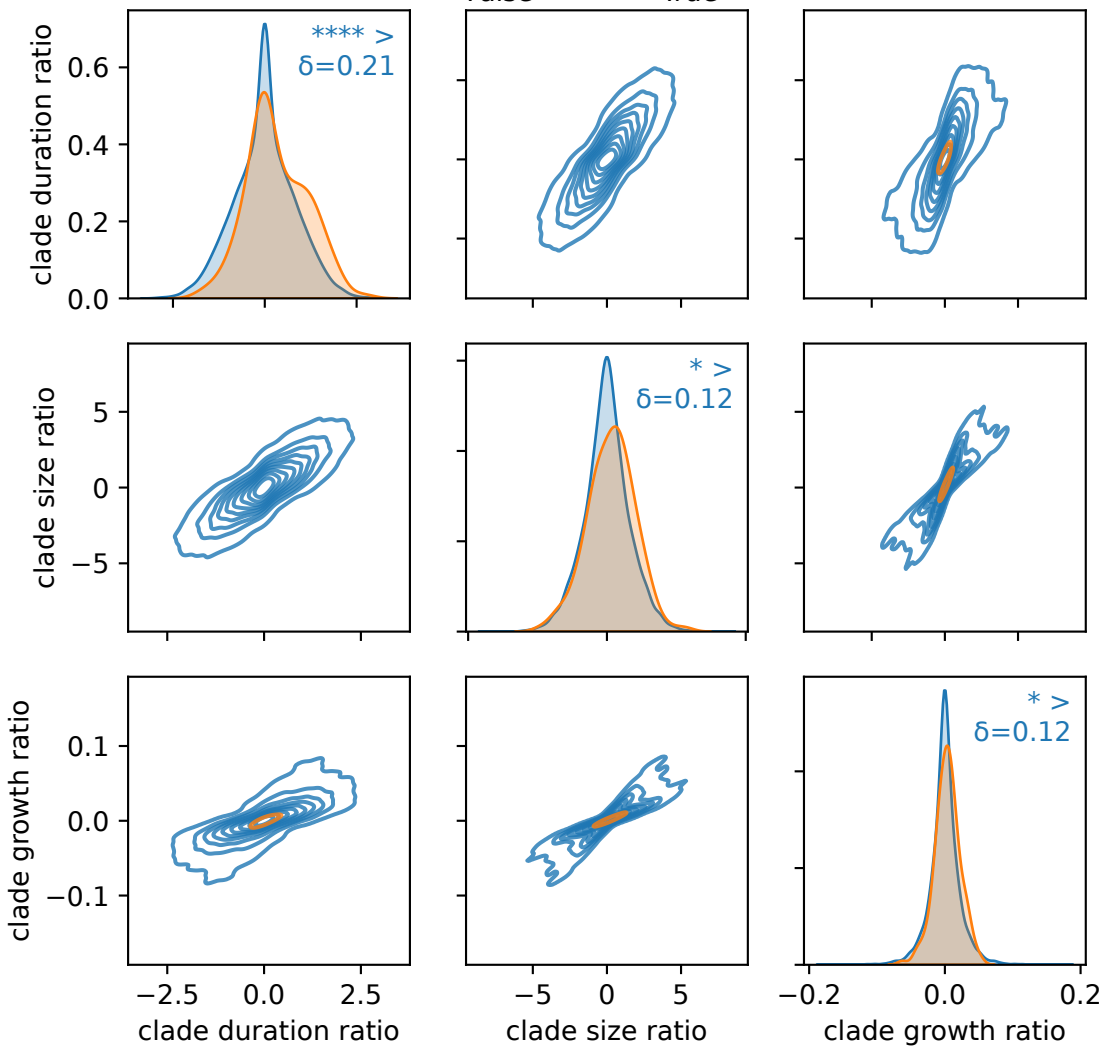 clade duration ratio
0.6
0.4
0.2
0.0
**** >
δ=0.21
clade size ratio
5
0
−5
* >
δ=0.12
clade growth ratio
0.1
0.0
−0.1
* >
δ=0.12
−2.5 0.0 2.5
clade duration ratio
−5 0 5
clade size ratio
−0.2 0.0 0.2
clade growth ratio